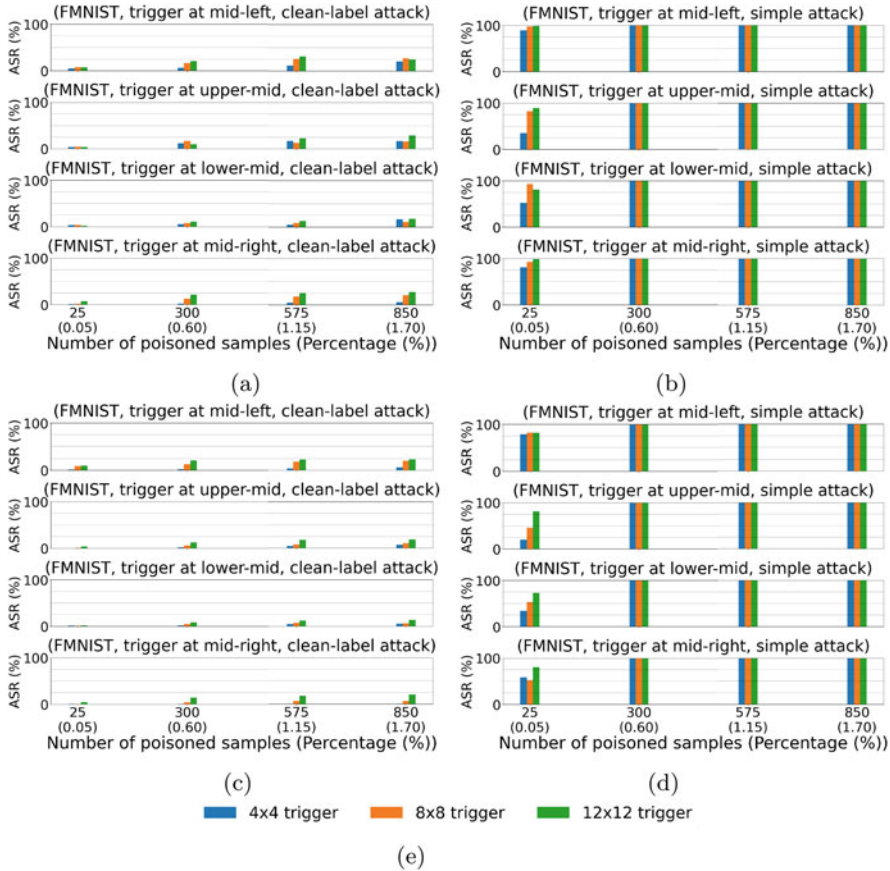 (FMNIST, trigger at mid-left, clean-label attack)
ASR (%)
100
0
(FMNIST, trigger at upper-mid, clean-label attack)
ASR (%)
100
0
(FMNIST, trigger at lower-mid, clean-label attack)
ASR (%)
100
0
(FMNIST, trigger at mid-right, clean-label attack)
ASR (%)
100
0
25 300 575 850
(0.05) (0.60) (1.15) (1.70)
Number of poisoned samples (Percentage (%))
(a)
(FMNIST, trigger at mid-left, simple attack)
ASR (%)
100
0
(FMNIST, trigger at upper-mid, simple attack)
ASR (%)
100
0
(FMNIST, trigger at lower-mid, simple attack)
ASR (%)
100
0
(FMNIST, trigger at mid-right, simple attack)
ASR (%)
100
0
25 300 575 850
(0.05) (0.60) (1.15) (1.70)
Number of poisoned samples (Percentage (%))
(b)
(FMNIST, trigger at mid-left, clean-label attack)
ASR (%)
100
0
(FMNIST, trigger at upper-mid, clean-label attack)
ASR (%)
100
0
(FMNIST, trigger at lower-mid, clean-label attack)
ASR (%)
100
0
(FMNIST, trigger at mid-right, clean-label attack)
ASR (%)
100
0
25 300 575 850
(0.05) (0.60) (1.15) (1.70)
Number of poisoned samples (Percentage (%))
(c)
(FMNIST, trigger at mid-left, simple attack)
ASR (%)
100
0
(FMNIST, trigger at upper-mid, simple attack)
ASR (%)
100
0
(FMNIST, trigger at lower-mid, simple attack)
ASR (%)
100
0
(FMNIST, trigger at mid-right, simple attack)
ASR (%)
100
0
25 300 575 850
(0.05) (0.60) (1.15) (1.70)
Number of poisoned samples (Percentage (%))
(d)
4x4 trigger 8x8 trigger 12x12 trigger
(e)